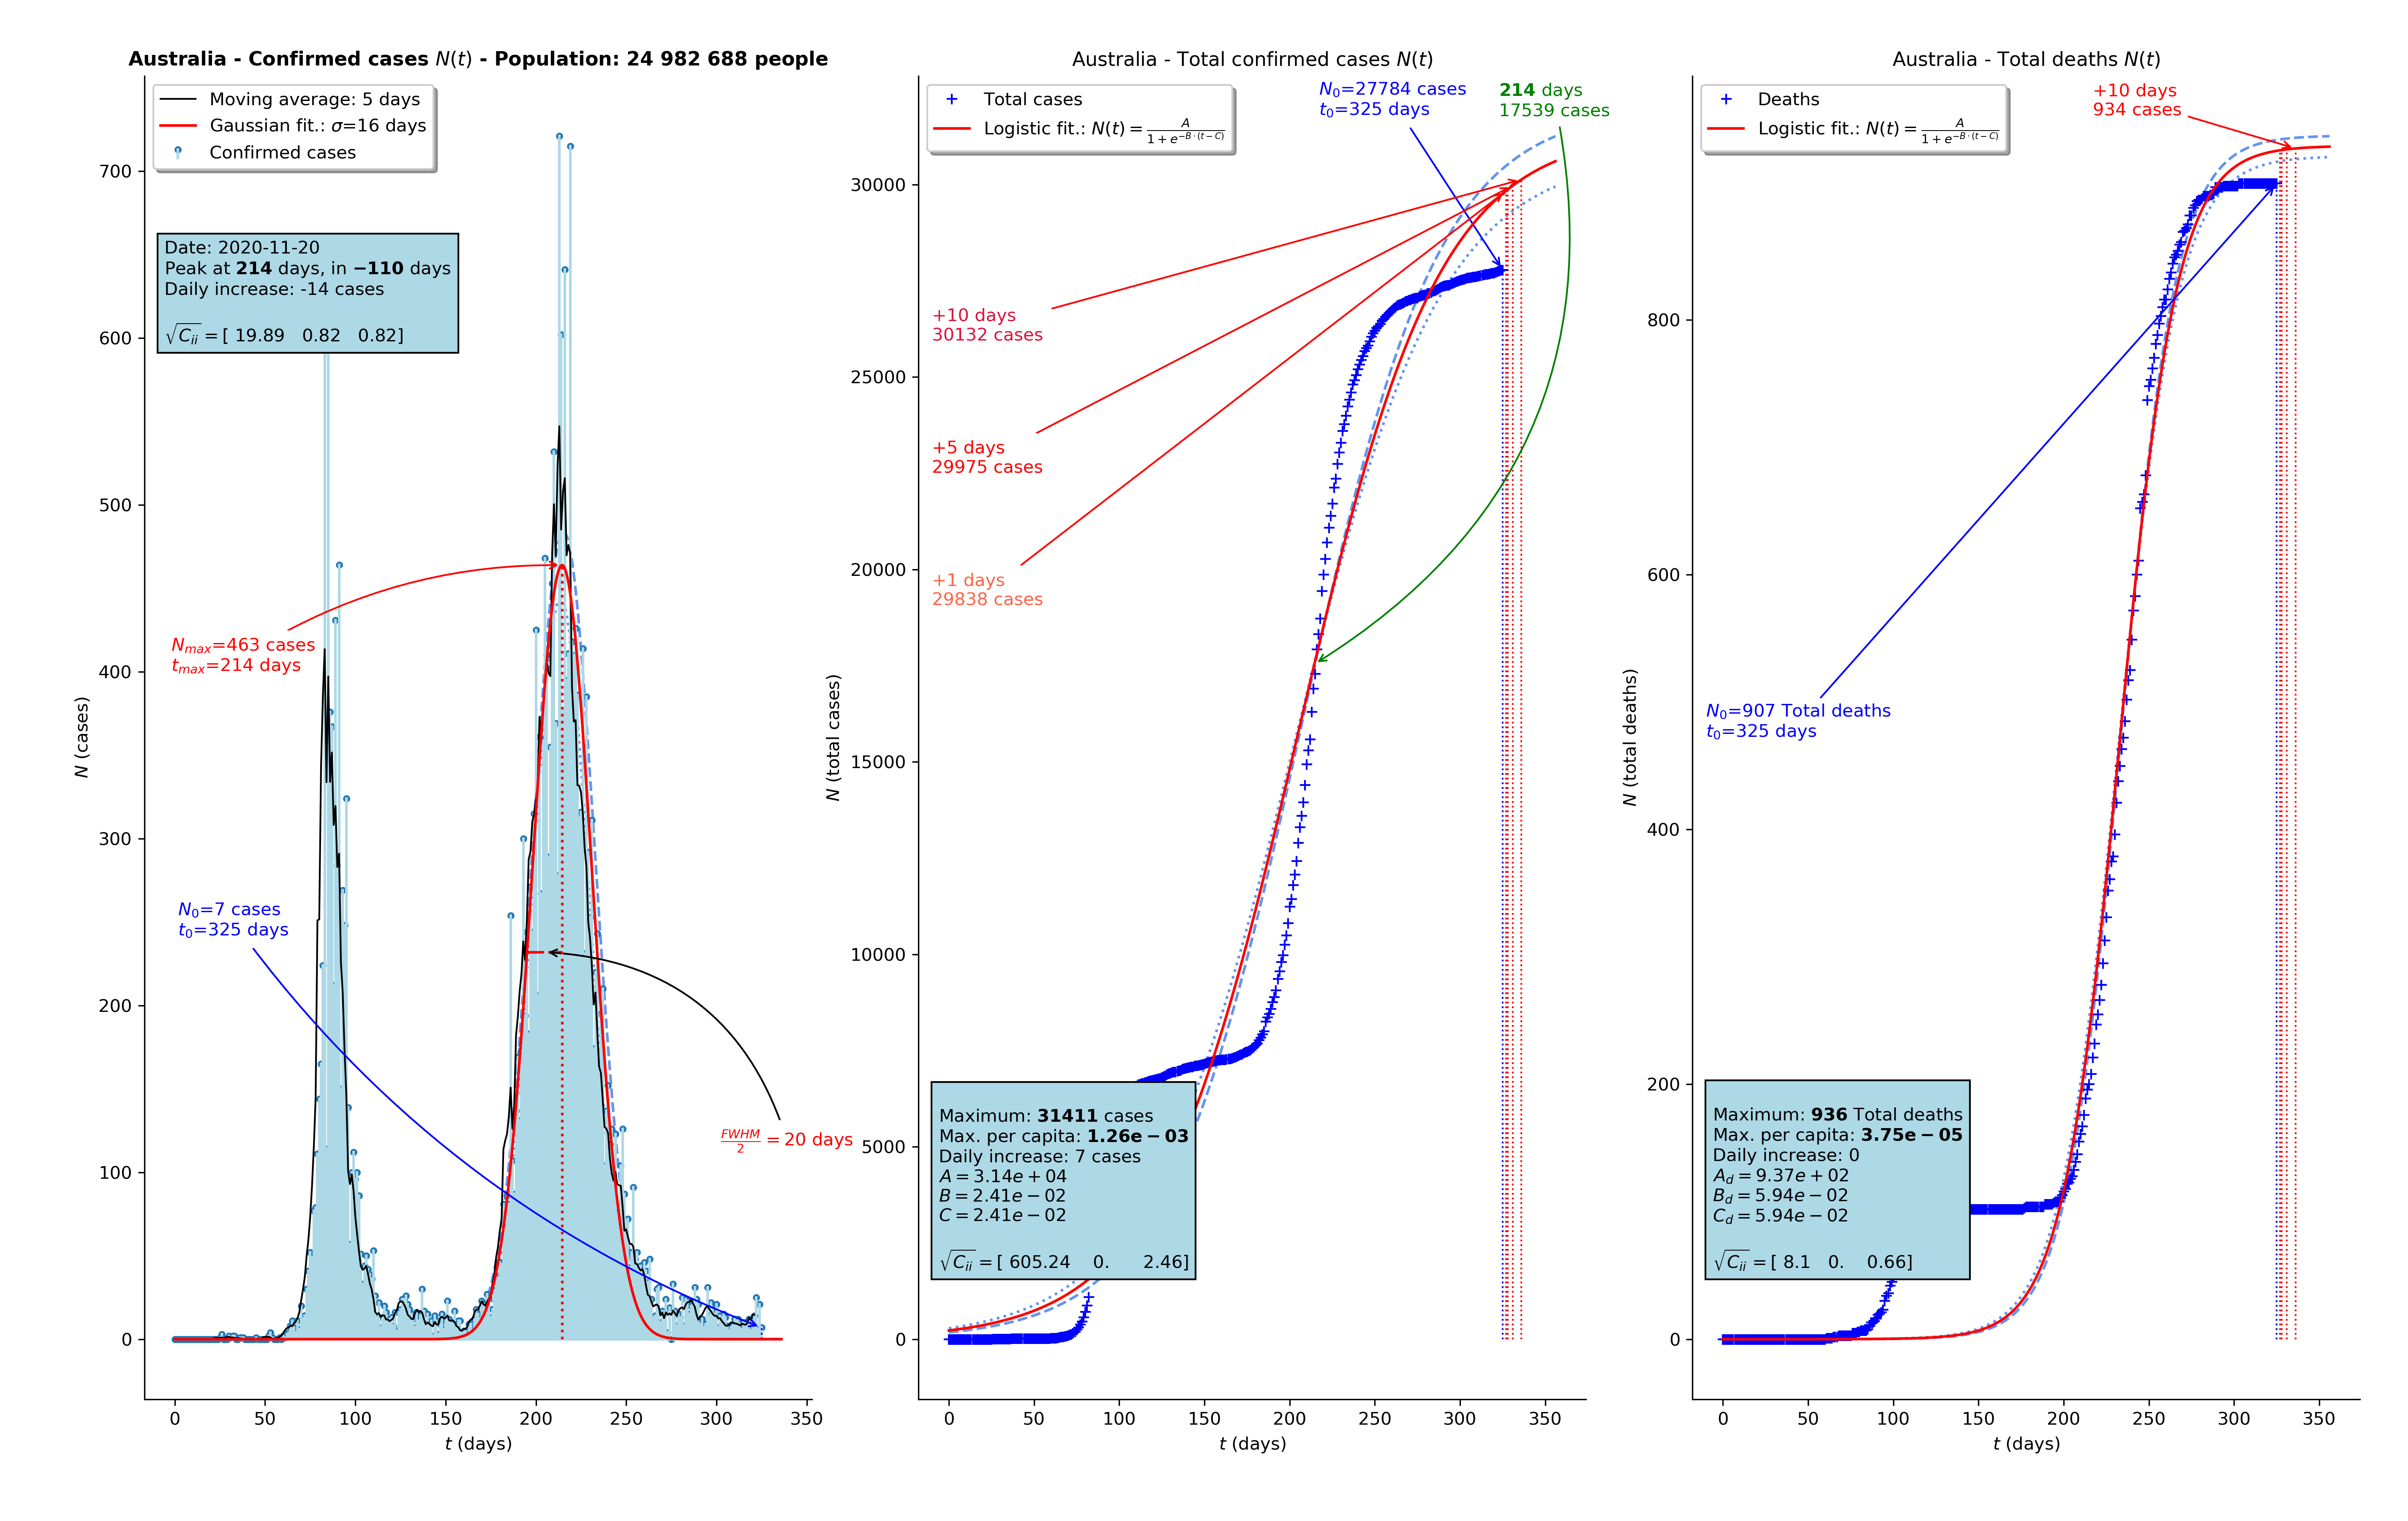 Australia - Confirmed cases N(t) - Population: 24 982 688 people
Moving average: 5 days
Gaussian fit.: σ=16 days
Confirmed cases
Date: 2020-11-20
Peak at 214 days, in −110 days
Daily increase: -14 cases
√C_ii = [ 19.89 0.82 0.82]
N_max=463 cases
t_max=214 days
N_0=7 cases
t_0=325 days
FWHM/2 = 20 days
N (cases)
700
600
500
400
300
200
100
0
0 50 100 150 200 250 300 350
t (days)
Australia - Total confirmed cases N(t)
Total cases
Logistic fit.: N(t) = A/(1 + e^{−B·(t−C)})
N_0=27784 cases
t_0=325 days
214 days
17539 cases
+10 days
30132 cases
+5 days
29975 cases
+1 days
29838 cases
Maximum: 31411 cases
Max. per capita: 1.26e − 03
Daily increase: 7 cases
A = 3.14e + 04
B = 2.41e − 02
C = 2.41e − 02
√C_ii = [ 605.24 0. 2.46]
N (total cases)
30000
25000
20000
15000
10000
5000
0
0 50 100 150 200 250 300 350
t (days)
Australia - Total deaths N(t)
Deaths
Logistic fit.: N(t) = A/(1 + e^{−B·(t−C)})
+10 days
934 cases
N_0=907 Total deaths
t_0=325 days
Maximum: 936 Total deaths
Max. per capita: 3.75e − 05
Daily increase: 0
A_d = 9.37e + 02
B_d = 5.94e − 02
C_d = 5.94e − 02
√C_ii = [ 8.1 0. 0.66]
N (total deaths)
800
600
400
200
0
0 50 100 150 200 250 300 350
t (days)